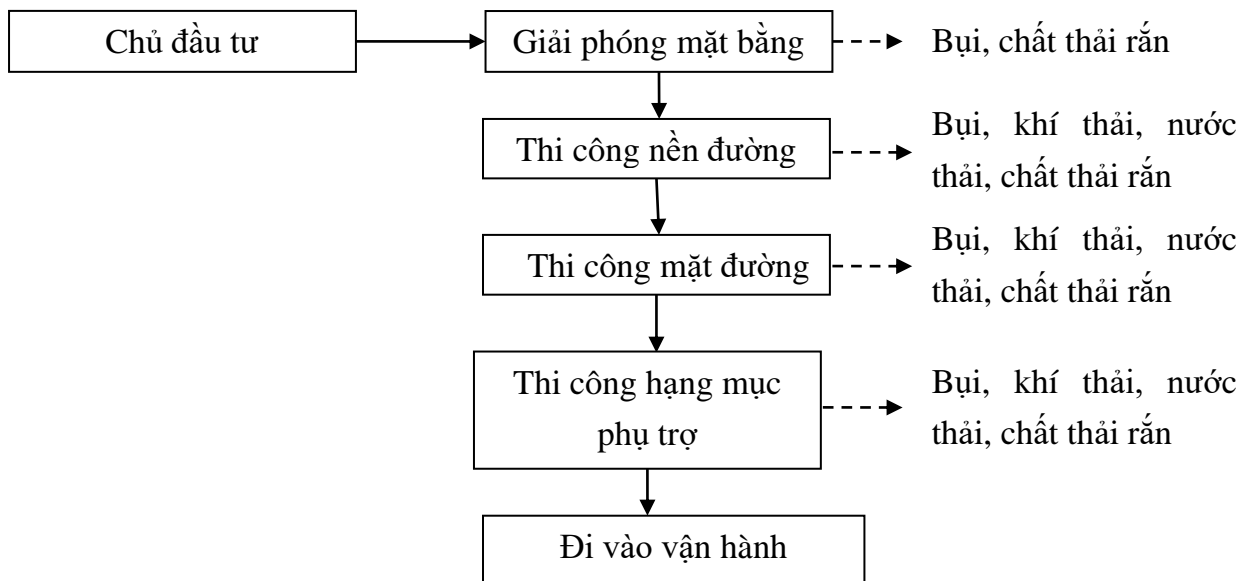 Chủ đầu tư
Giải phóng mặt bằng
Bụi, chất thải rắn
Thi công nền đường
Bụi, khí thải, nước
thải, chất thải rắn
Thi công mặt đường
Bụi, khí thải, nước
thải, chất thải rắn
Thi công hạng mục
phụ trợ
Bụi, khí thải, nước
thải, chất thải rắn
Đi vào vận hành